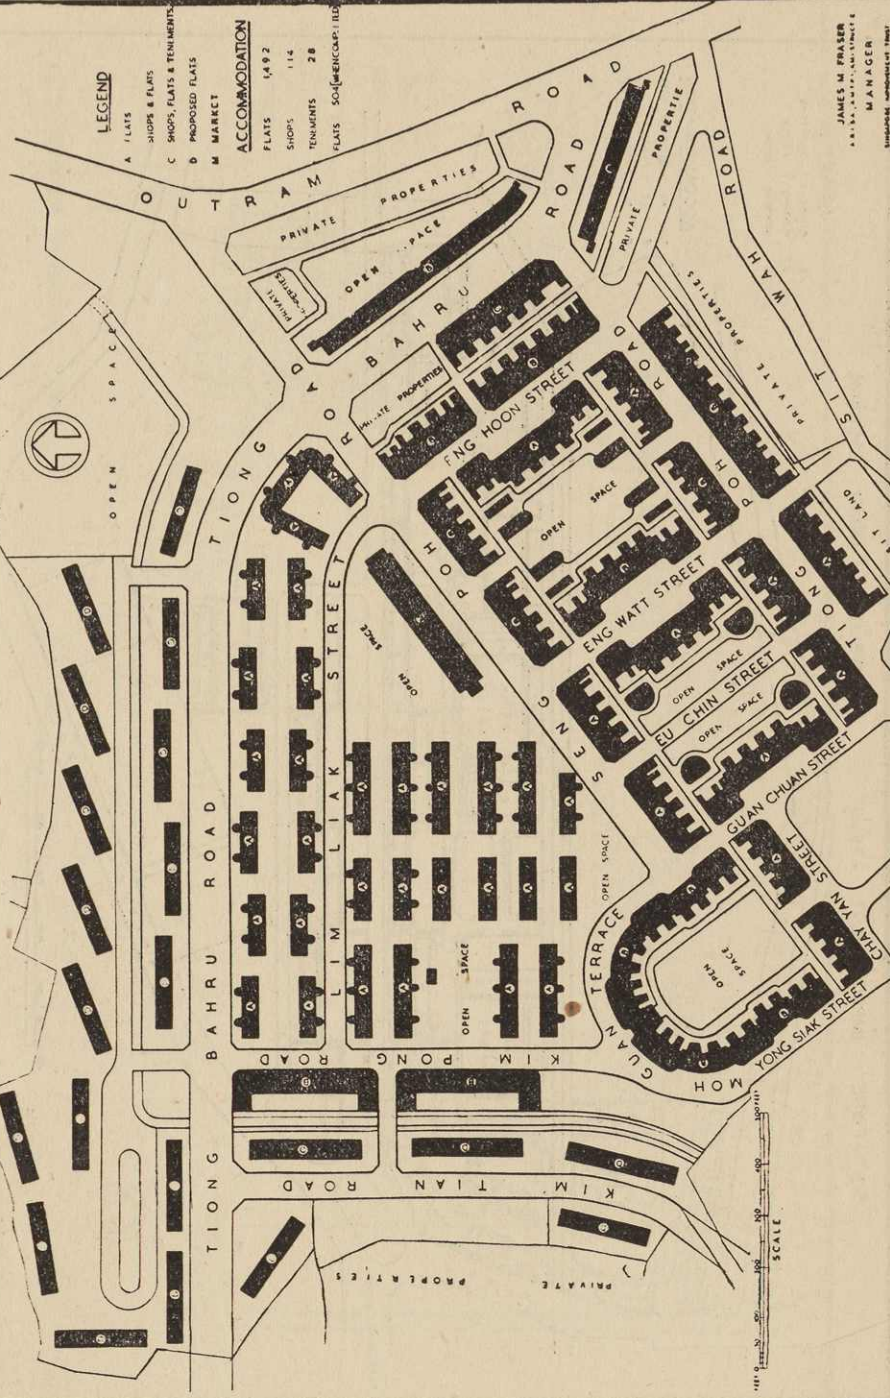 LEGEND
A FLATS
SHOPS & FLATS
C SHOPS, FLATS & TENEMENTS
D PROPOSED FLATS
M MARKET
ACCOMMODATION
FLATS 1,492
SHOPS 114
TENEMENTS 28
FLATS 504
JAMES M FRASER
MANAGER
OUTRAM ROAD
PRIVATE PROPERTIES
OPEN SPACE
PRIVATE
OPEN PACE
TIONG BAHRU ROAD
PRIVATE PROPERTIE
SIT WAH ROAD
PRIVATE PROPERTIES
PROPERTIES
TIONG BAHRU ROAD
ENG HOON STREET
OPEN SPACE
TIONG POH ROAD
SENG POH ROAD
ENG WATT STREET
OPEN SPACE
EU CHIN STREET
OPEN SPACE
GUAN CHUAN STREET
CHAY YAN STREET
YONG SIAK STREET
MOH GUAN TERRACE
OPEN SPACE
OPEN SPACE
LIM LIAK STREET
OPEN SPACE
OPEN SPACE
KIM PONG ROAD
KIM TIAN ROAD
PRIVATE PROPERTIES
LAND
SCALE